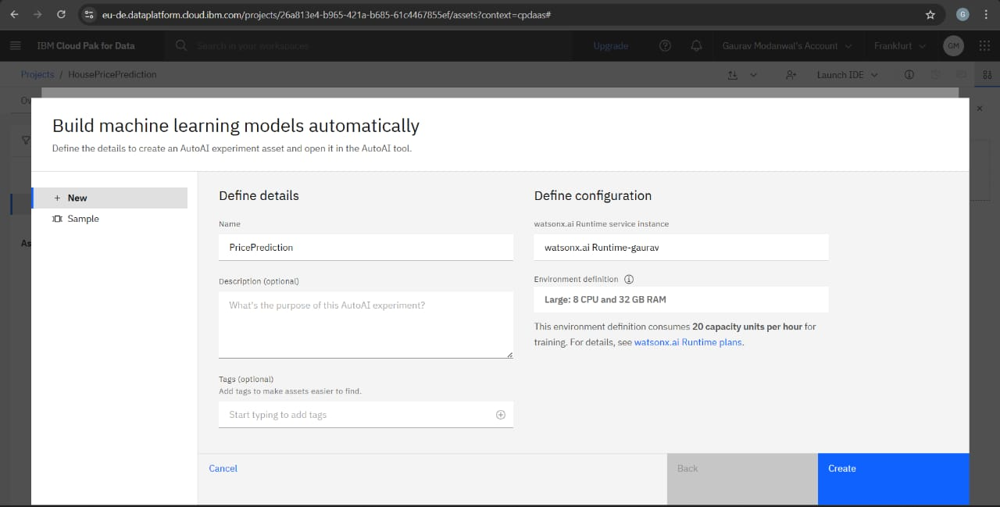 eu-de.dataplatform.cloud.ibm.com/projects/26a813e4-b965-421a-b685-61c4467855ef/assets?context=cpdaas#
G
IBM Cloud Pak for Data
Search in your workspaces
Upgrade
Gaurav Modanwal's Account
Frankfurt
GM
Projects / HousePricePrediction
Launch IDE
Build machine learning models automatically
Define the details to create an AutoAI experiment asset and open it in the AutoAI tool.
+ New
Sample
Define details
Name
PricePrediction
Description (optional)
What's the purpose of this AutoAI experiment?
Tags (optional)
Add tags to make assets easier to find.
Start typing to add tags
Define configuration
watsonx.ai Runtime service instance
watsonx.ai Runtime-gaurav
Environment definition
Large: 8 CPU and 32 GB RAM
This environment definition consumes 20 capacity units per hour for
training. For details, see watsonx.ai Runtime plans.
Cancel
Back
Create